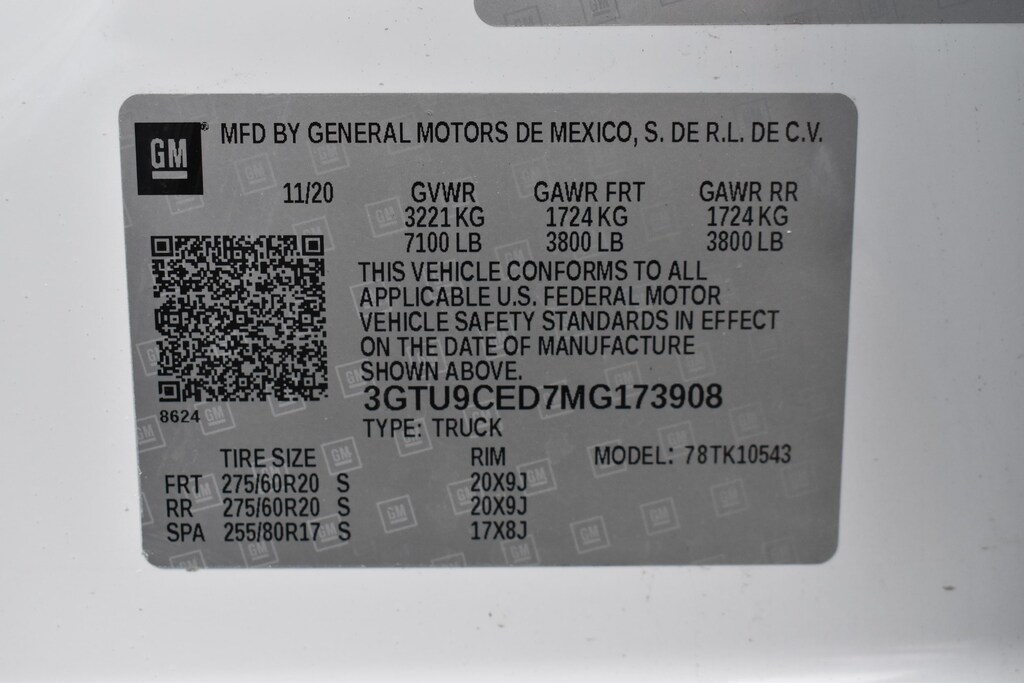 GM® MFD BY GENERAL MOTORS DE MEXICO, S. DE R.L. DE C.V.
11/20 GVWR GAWR FRT GAWR RR
3221 KG 1724 KG 1724 KG
7100 LB 3800 LB 3800 LB
THIS VEHICLE CONFORMS TO ALL
APPLICABLE U.S. FEDERAL MOTOR
VEHICLE SAFETY STANDARDS IN EFFECT
ON THE DATE OF MANUFACTURE
SHOWN ABOVE.
3GTU9CED7MG173908
8624
TYPE: TRUCK
TIRE SIZE RIM MODEL: 78TK10543
FRT 275/60R20 S 20X9J
RR 275/60R20 S 20X9J
SPA 255/80R17 S 17X8J